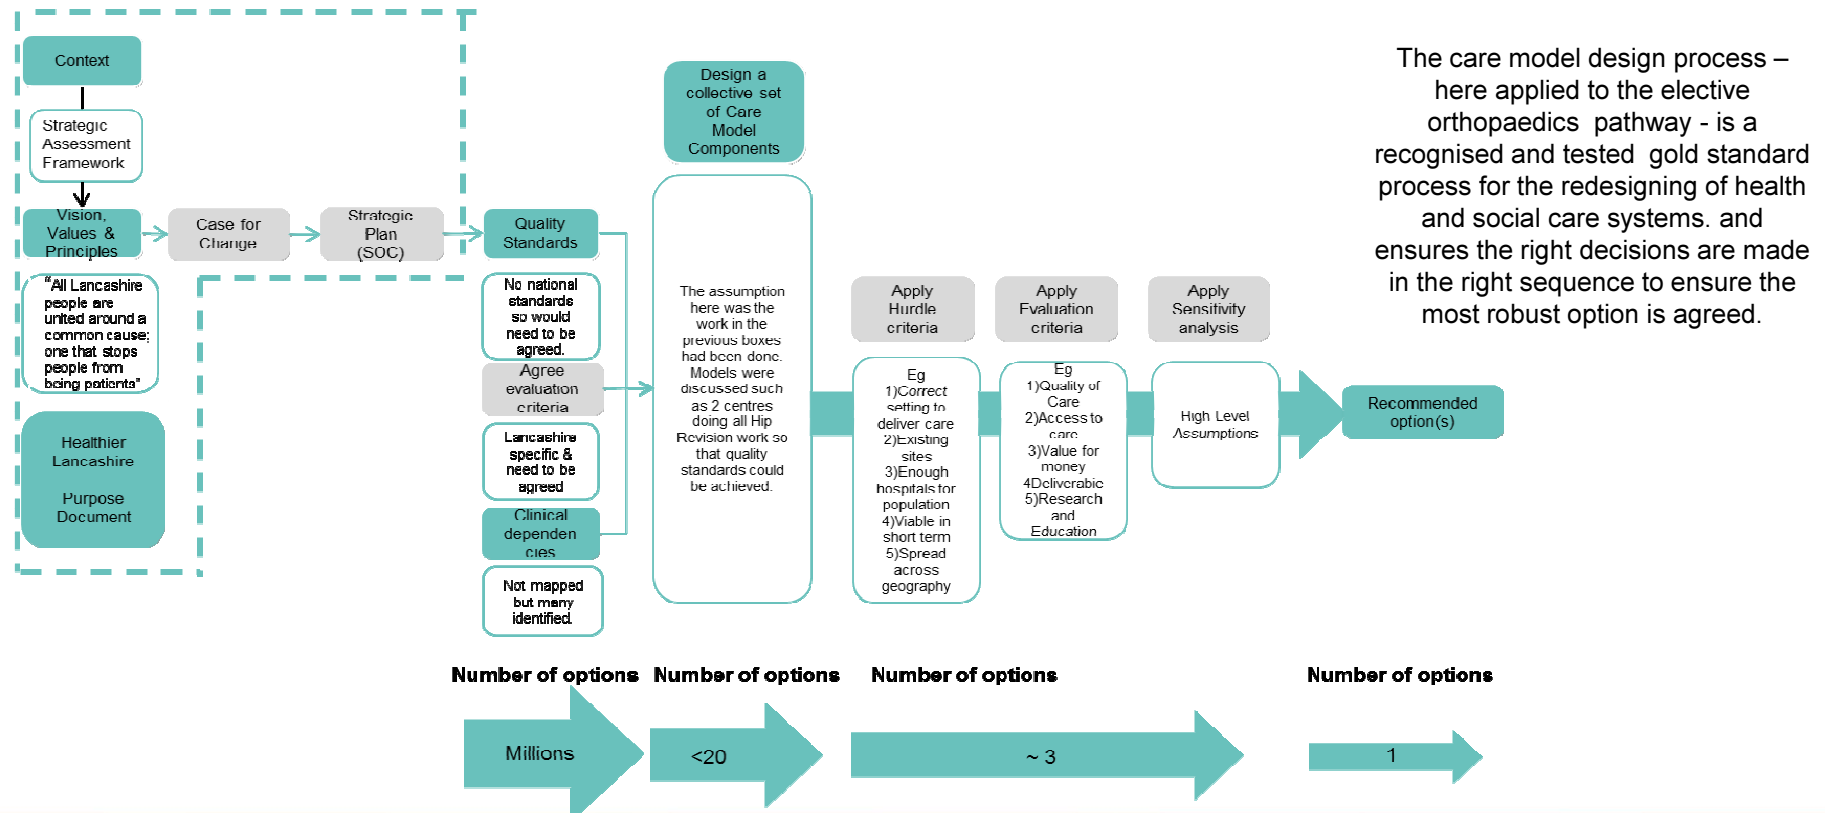 Context
Strategic
Assessment
Framework
Vision,
Values &
Principles
Case for
Change
Strategic
Plan
(SOC)
"All Lancashire
people are
united around a
common cause;
one that stops
people from
being patients"
Healthier
Lancashire
Purpose
Document
Quality
Standards
No national
standards
so would
need to be
agreed.
Agree
evaluation
criteria
Lancashire
specific &
need to be
agreed
Clinical
dependen
cies
Not mapped
but many
identified.
Design a
collective set
of Care
Model
Components
The assumption
here was the
work in the
previous boxes
had been done.
Models were
discussed such
as 2 centres
doing all Hip
Revision work so
that quality
standards could
be achieved.
Apply
Hurdle
criteria
Eg
1)Correct
setting to
deliver care
2)Existing
sites
3)Enough
hospitals for
population
4)Viable in
short term
5)Spread
across
geography
Apply
Evaluation
criteria
Eg
1)Quality of
Care
2)Access to
care
3)Value for
money
4Deliverable
5)Research
and
Education
Apply
Sensitivity
analysis
High Level
Assumptions
Recommended
option(s)
The care model design process –
here applied to the elective
orthopaedics pathway - is a
recognised and tested gold standard
process for the redesigning of health
and social care systems. and
ensures the right decisions are made
in the right sequence to ensure the
most robust option is agreed.
Number of options
Millions
Number of options
<20
Number of options
~ 3
Number of options
1